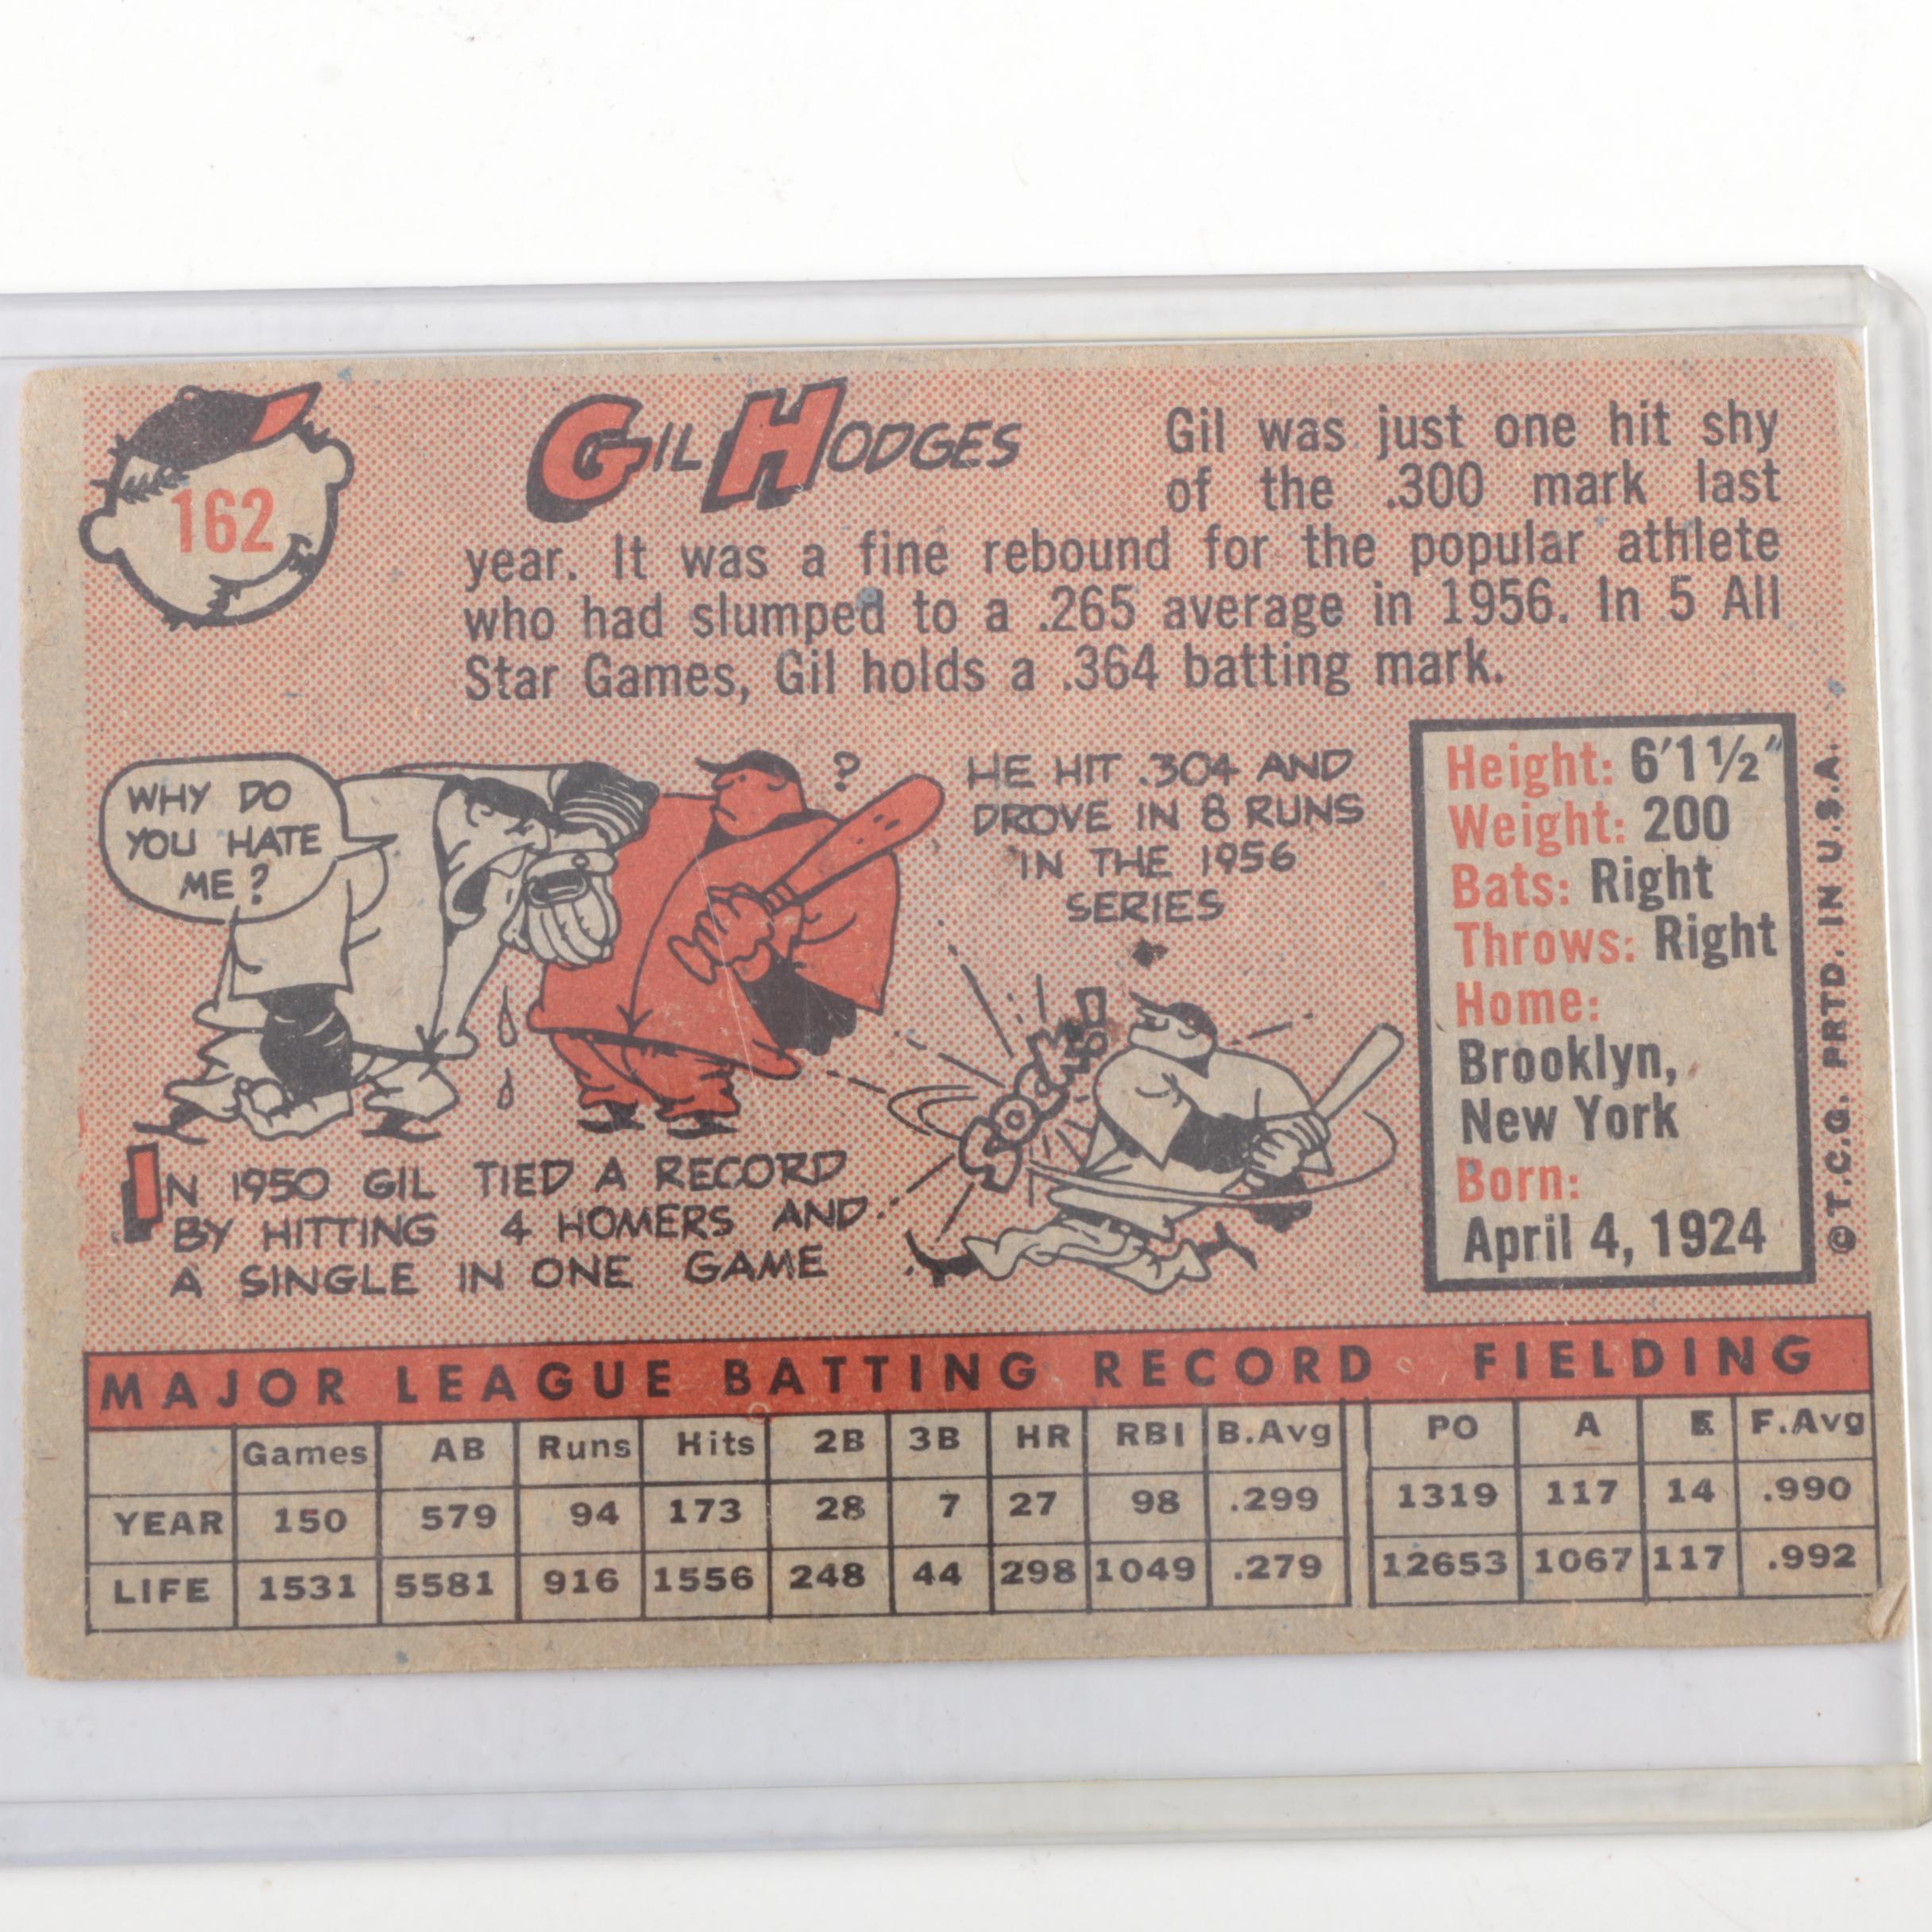 162
GIL HODGES
Gil was just one hit shy
of the .300 mark last
year. It was a fine rebound for the popular athlete
who had slumped to a .265 average in 1956. In 5 All
Star Games, Gil holds a .364 batting mark.
WHY DO
YOU HATE
ME?
?
HE HIT .304 AND
DROVE IN 8 RUNS
IN THE 1956
SERIES
SOCKO!
IN 1950 GIL TIED A RECORD
BY HITTING 4 HOMERS AND
A SINGLE IN ONE GAME
Height: 6'1½"
Weight: 200
Bats: Right
Throws: Right
Home:
Brooklyn,
New York
Born:
April 4, 1924
© T.C.G. PRTD. IN U.S.A.
MAJOR LEAGUE BATTING RECORD FIELDING
Games AB Runs Hits 2B 3B HR RBI B.Avg PO A E F.Avg
YEAR 150 579 94 173 28 7 27 98 .299 1319 117 14 .990
LIFE 1531 5581 916 1556 248 44 298 1049 .279 12653 1067 117 .992